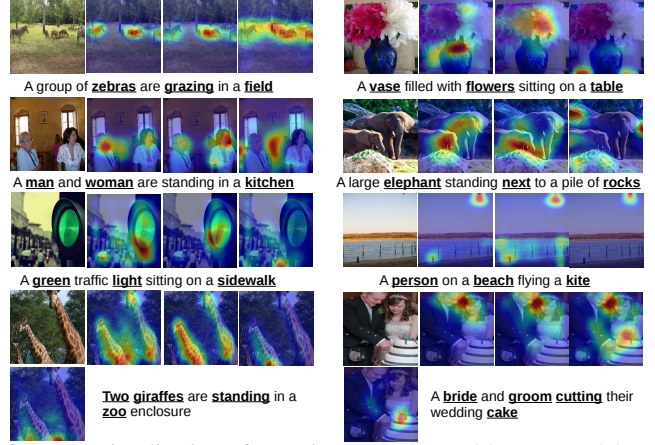 A group of zebras are grazing in a field
A vase filled with flowers sitting on a table
A man and woman are standing in a kitchen
A large elephant standing next to a pile of rocks
A green traffic light sitting on a sidewalk
A person on a beach flying a kite
Two giraffes are standing in a
zoo enclosure
A bride and groom cutting their
wedding cake